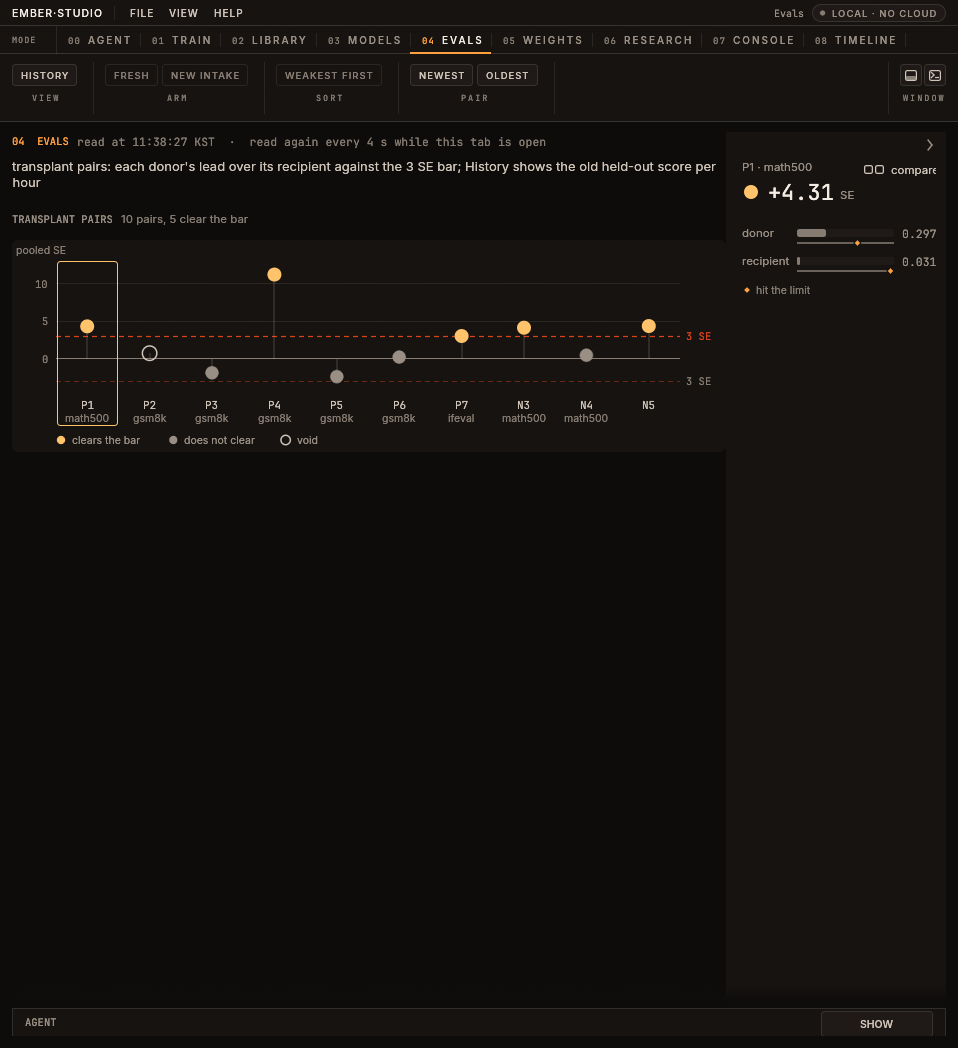 EMBER·STUDIO FILE VIEW HELP Evals LOCAL · NO CLOUD
MODE 00 AGENT 01 TRAIN 02 LIBRARY 03 MODELS 04 EVALS 05 WEIGHTS 06 RESEARCH 07 CONSOLE 08 TIMELINE
HISTORY FRESH NEW INTAKE WEAKEST FIRST NEWEST OLDEST
VIEW ARM SORT PAIR WINDOW
04 EVALS read at 11:38:27 KST · read again every 4 s while this tab is open
transplant pairs: each donor's lead over its recipient against the 3 SE bar; History shows the old held-out score per
hour
TRANSPLANT PAIRS 10 pairs, 5 clear the bar
pooled SE
10
5
3 SE
0
3 SE
P1 P2 P3 P4 P5 P6 P7 N3 N4 N5
math500 gsm8k gsm8k gsm8k gsm8k gsm8k ifeval math500 math500
clears the bar does not clear void
P1 · math500 compare
+4.31 SE
donor 0.297
recipient 0.031
hit the limit
AGENT SHOW